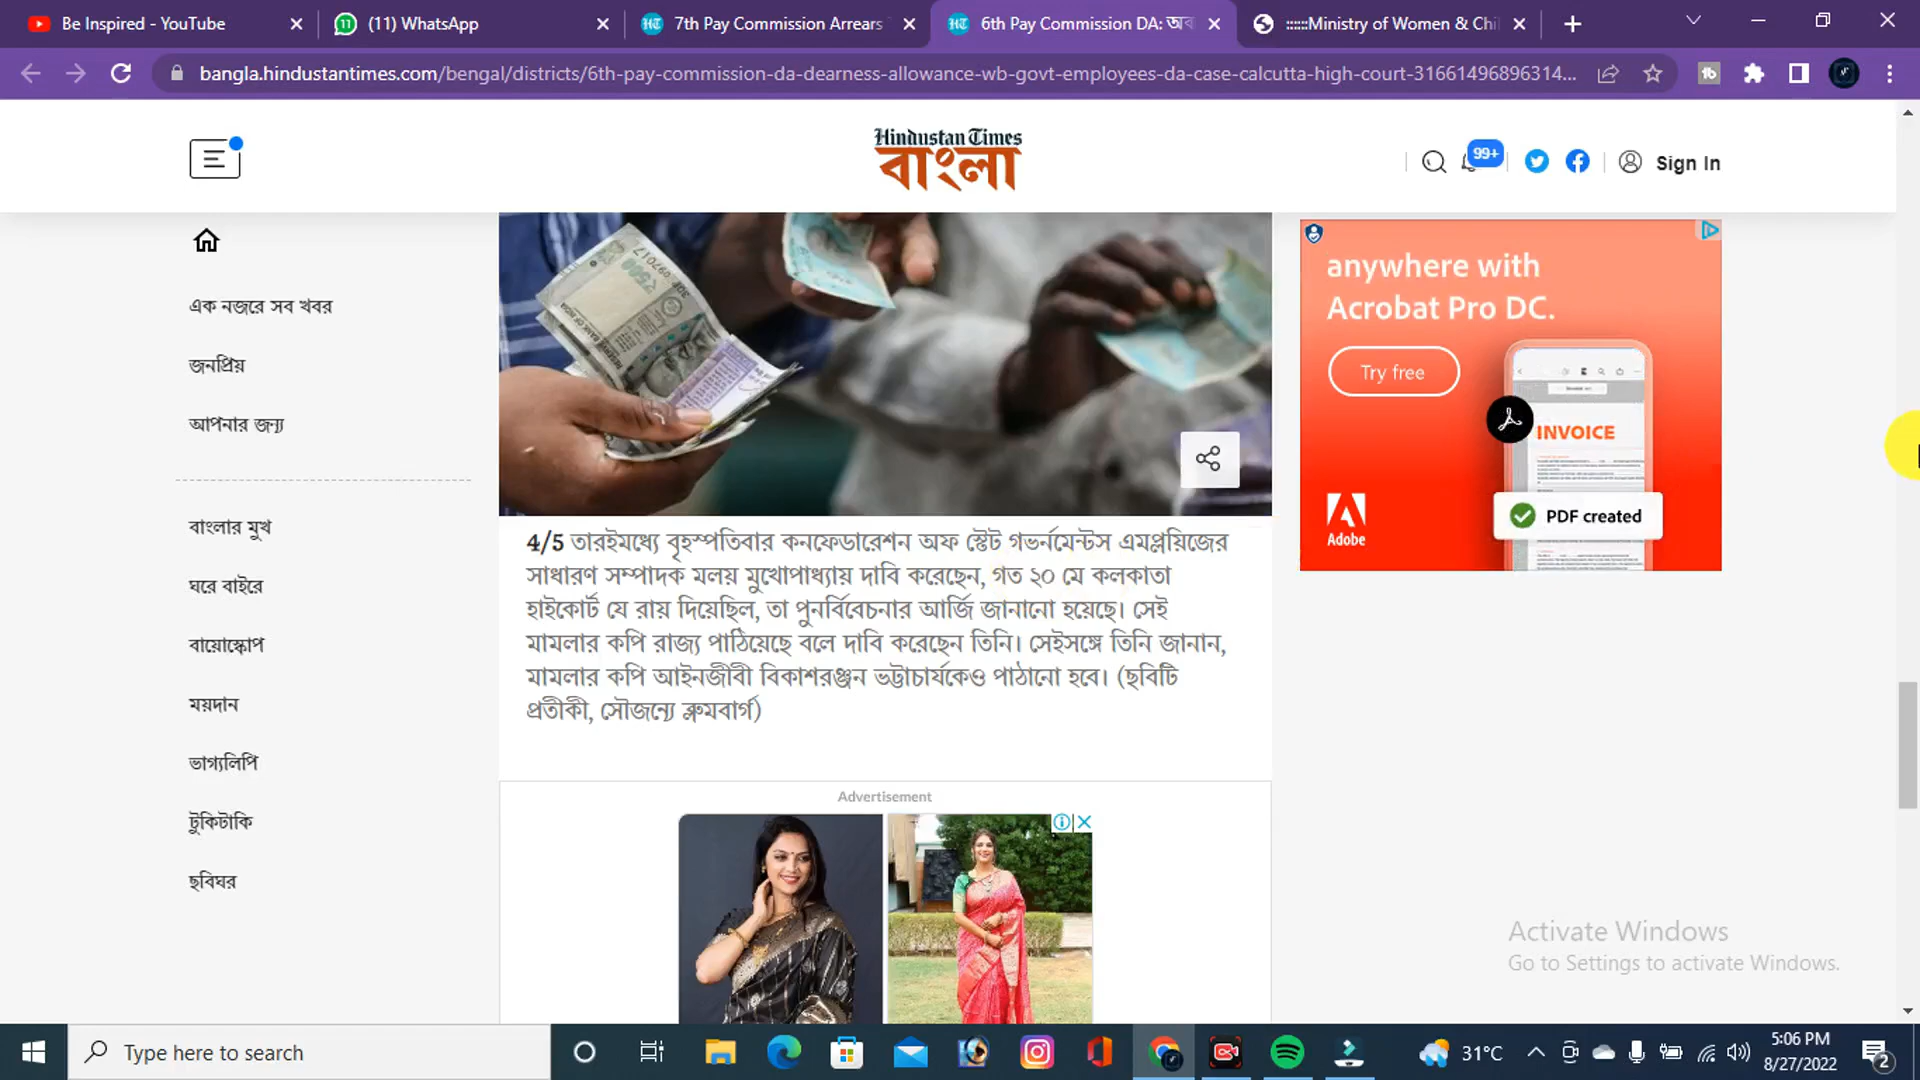 Be Inspired - YouTube
(11) WhatsApp
7th Pay Commission Arrears
6th Pay Commission DA: অব
::::::Ministry of Women & Chi
bangla.hindustantimes.com/bengal/districts/6th-pay-commission-da-dearness-allowance-wb-govt-employees-da-case-calcutta-high-court-31661496896314...
Hindustan Times
বাংলা
99+
Sign In
এক নজরে সব খবর
জনপ্রিয়
আপনার জন্য
বাংলার মুখ
ঘরে বাইরে
বায়োস্কোপ
ময়দান
ভাগ্যলিপি
টুকিটাকি
ছবিঘর
4/5 তারইমধ্যে বৃহস্পতিবার কনফেডারেশন অফ স্টেট গভর্নমেন্টস এমপ্লয়িজের
সাধারণ সম্পাদক মলয় মুখোপাধ্যায় দাবি করেছেন, গত ২০ মে কলকাতা
হাইকোর্ট যে রায় দিয়েছিল, তা পুনর্বিবেচনার আর্জি জানানো হয়েছে। সেই
মামলার কপি রাজ্য পাঠিয়েছে বলে দাবি করেছেন তিনি। সেইসঙ্গে তিনি জানান,
মামলার কপি আইনজীবী বিকাশরঞ্জন ভট্টাচার্যকেও পাঠানো হবে। (ছবিটি
প্রতীকী, সৌজন্যে ব্লুমবার্গ)
Advertisement
anywhere with
Acrobat Pro DC.
Try free
INVOICE
PDF created
Adobe
Activate Windows
Go to Settings to activate Windows.
Type here to search
31°C
5:06 PM
8/27/2022
2